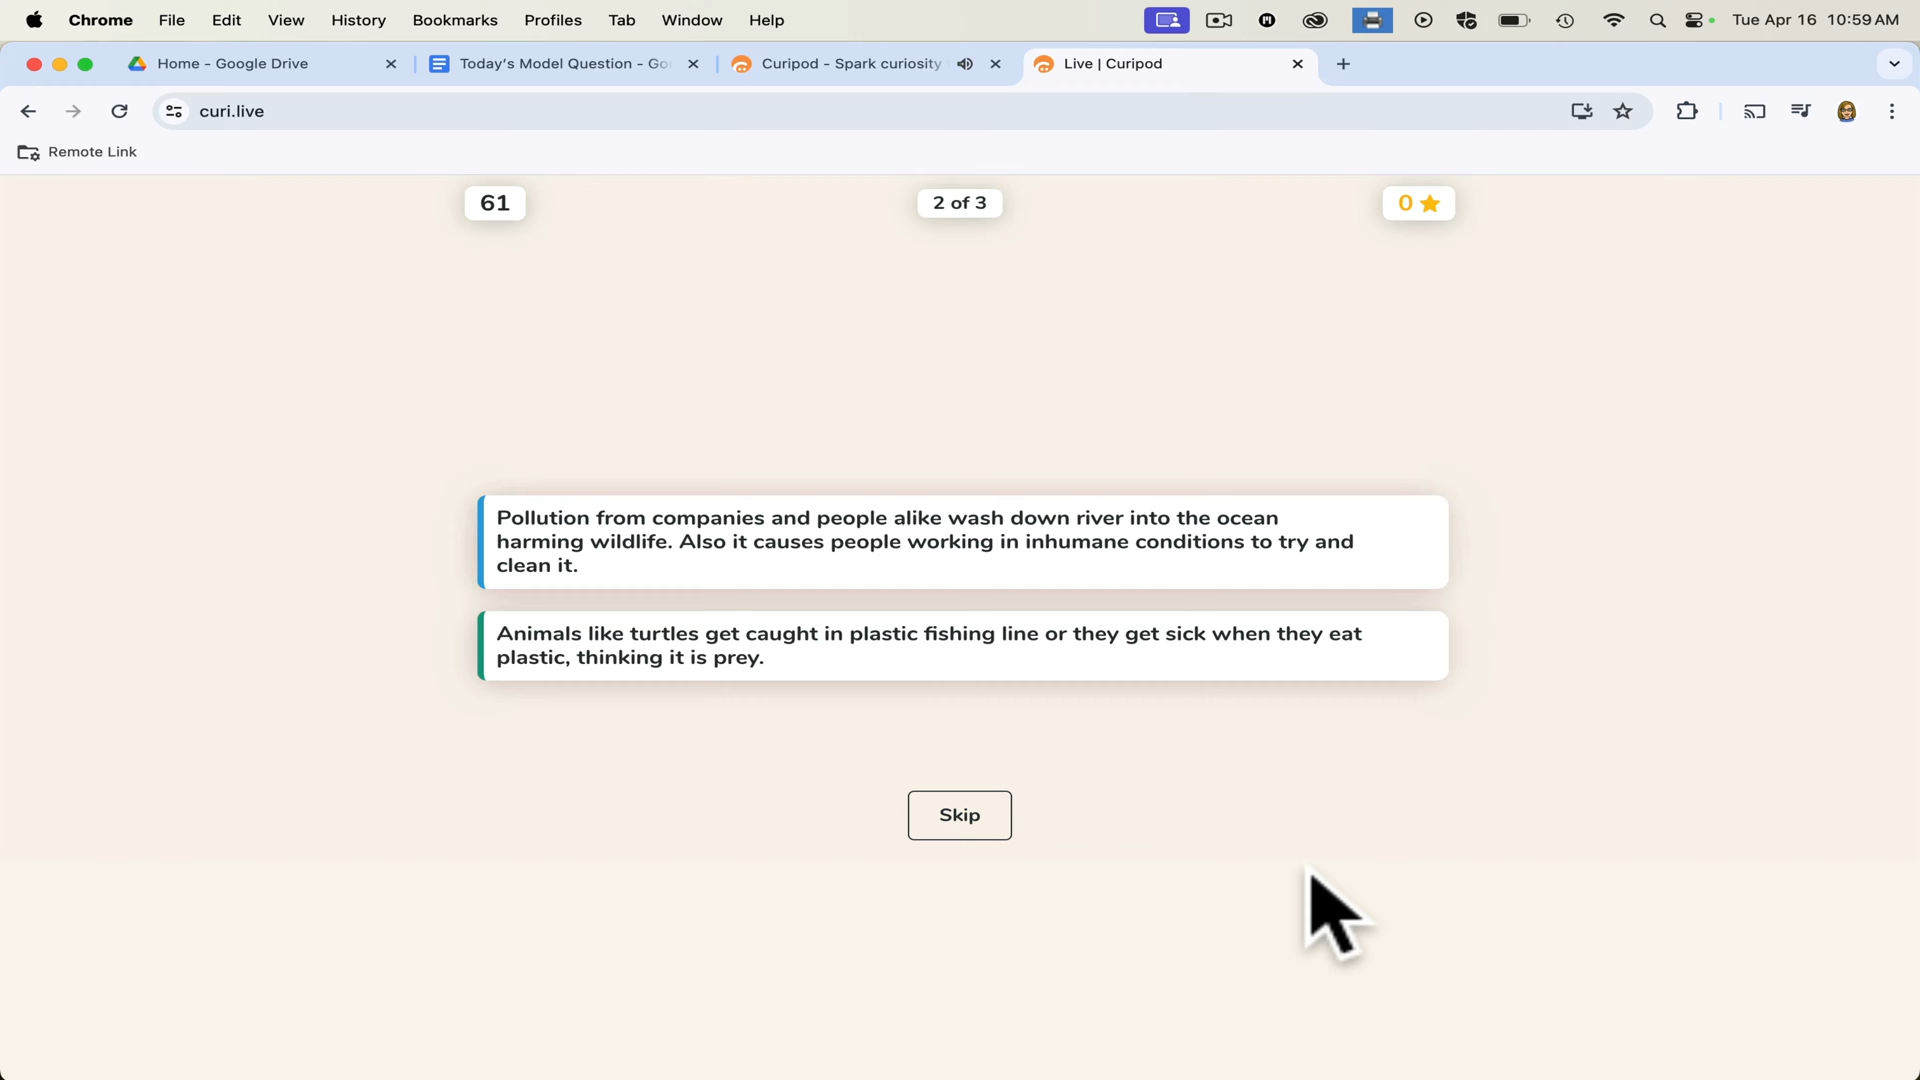 Chrome File Edit View History Bookmarks Profiles Tab Window Help Tue Apr 16 10:59 AM
Home - Google Drive Today's Model Question - Go Curipod - Spark curiosity Live | Curipod
curi.live
Remote Link
61 2 of 3 0
Pollution from companies and people alike wash down river into the ocean
harming wildlife. Also it causes people working in inhumane conditions to try and
clean it.
Animals like turtles get caught in plastic fishing line or they get sick when they eat
plastic, thinking it is prey.
Skip